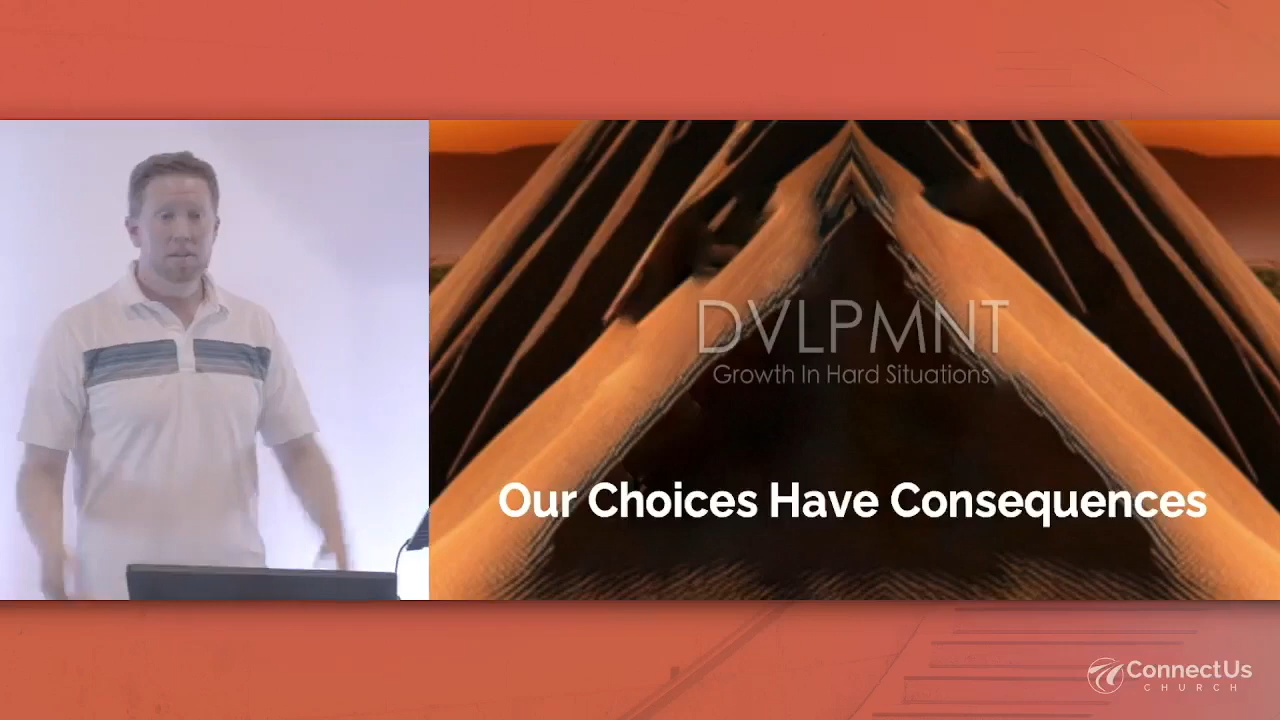 DVLPMNT
Growth In Hard Situations
Our Choices Have Consequences
ConnectUs
CHURCH